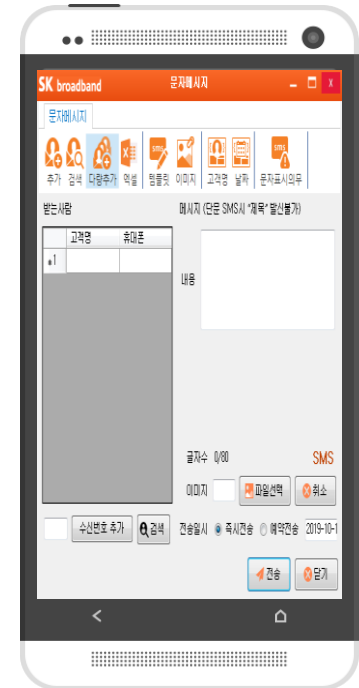 SK broadband 문자메시지
문자메시지
추가 검색 다량추가 엑셀 템플릿 이미지 고객명 날짜 문자표시의무
받는사람 메시지 (단문 SMS시 "제목" 발신불가)
고객명 휴대폰
1
내용
글자수 0/80 SMS
이미지 파일선택 취소
수신번호 추가 검색 전송일시 즉시전송 예약전송 2019-10-1
전송 닫기